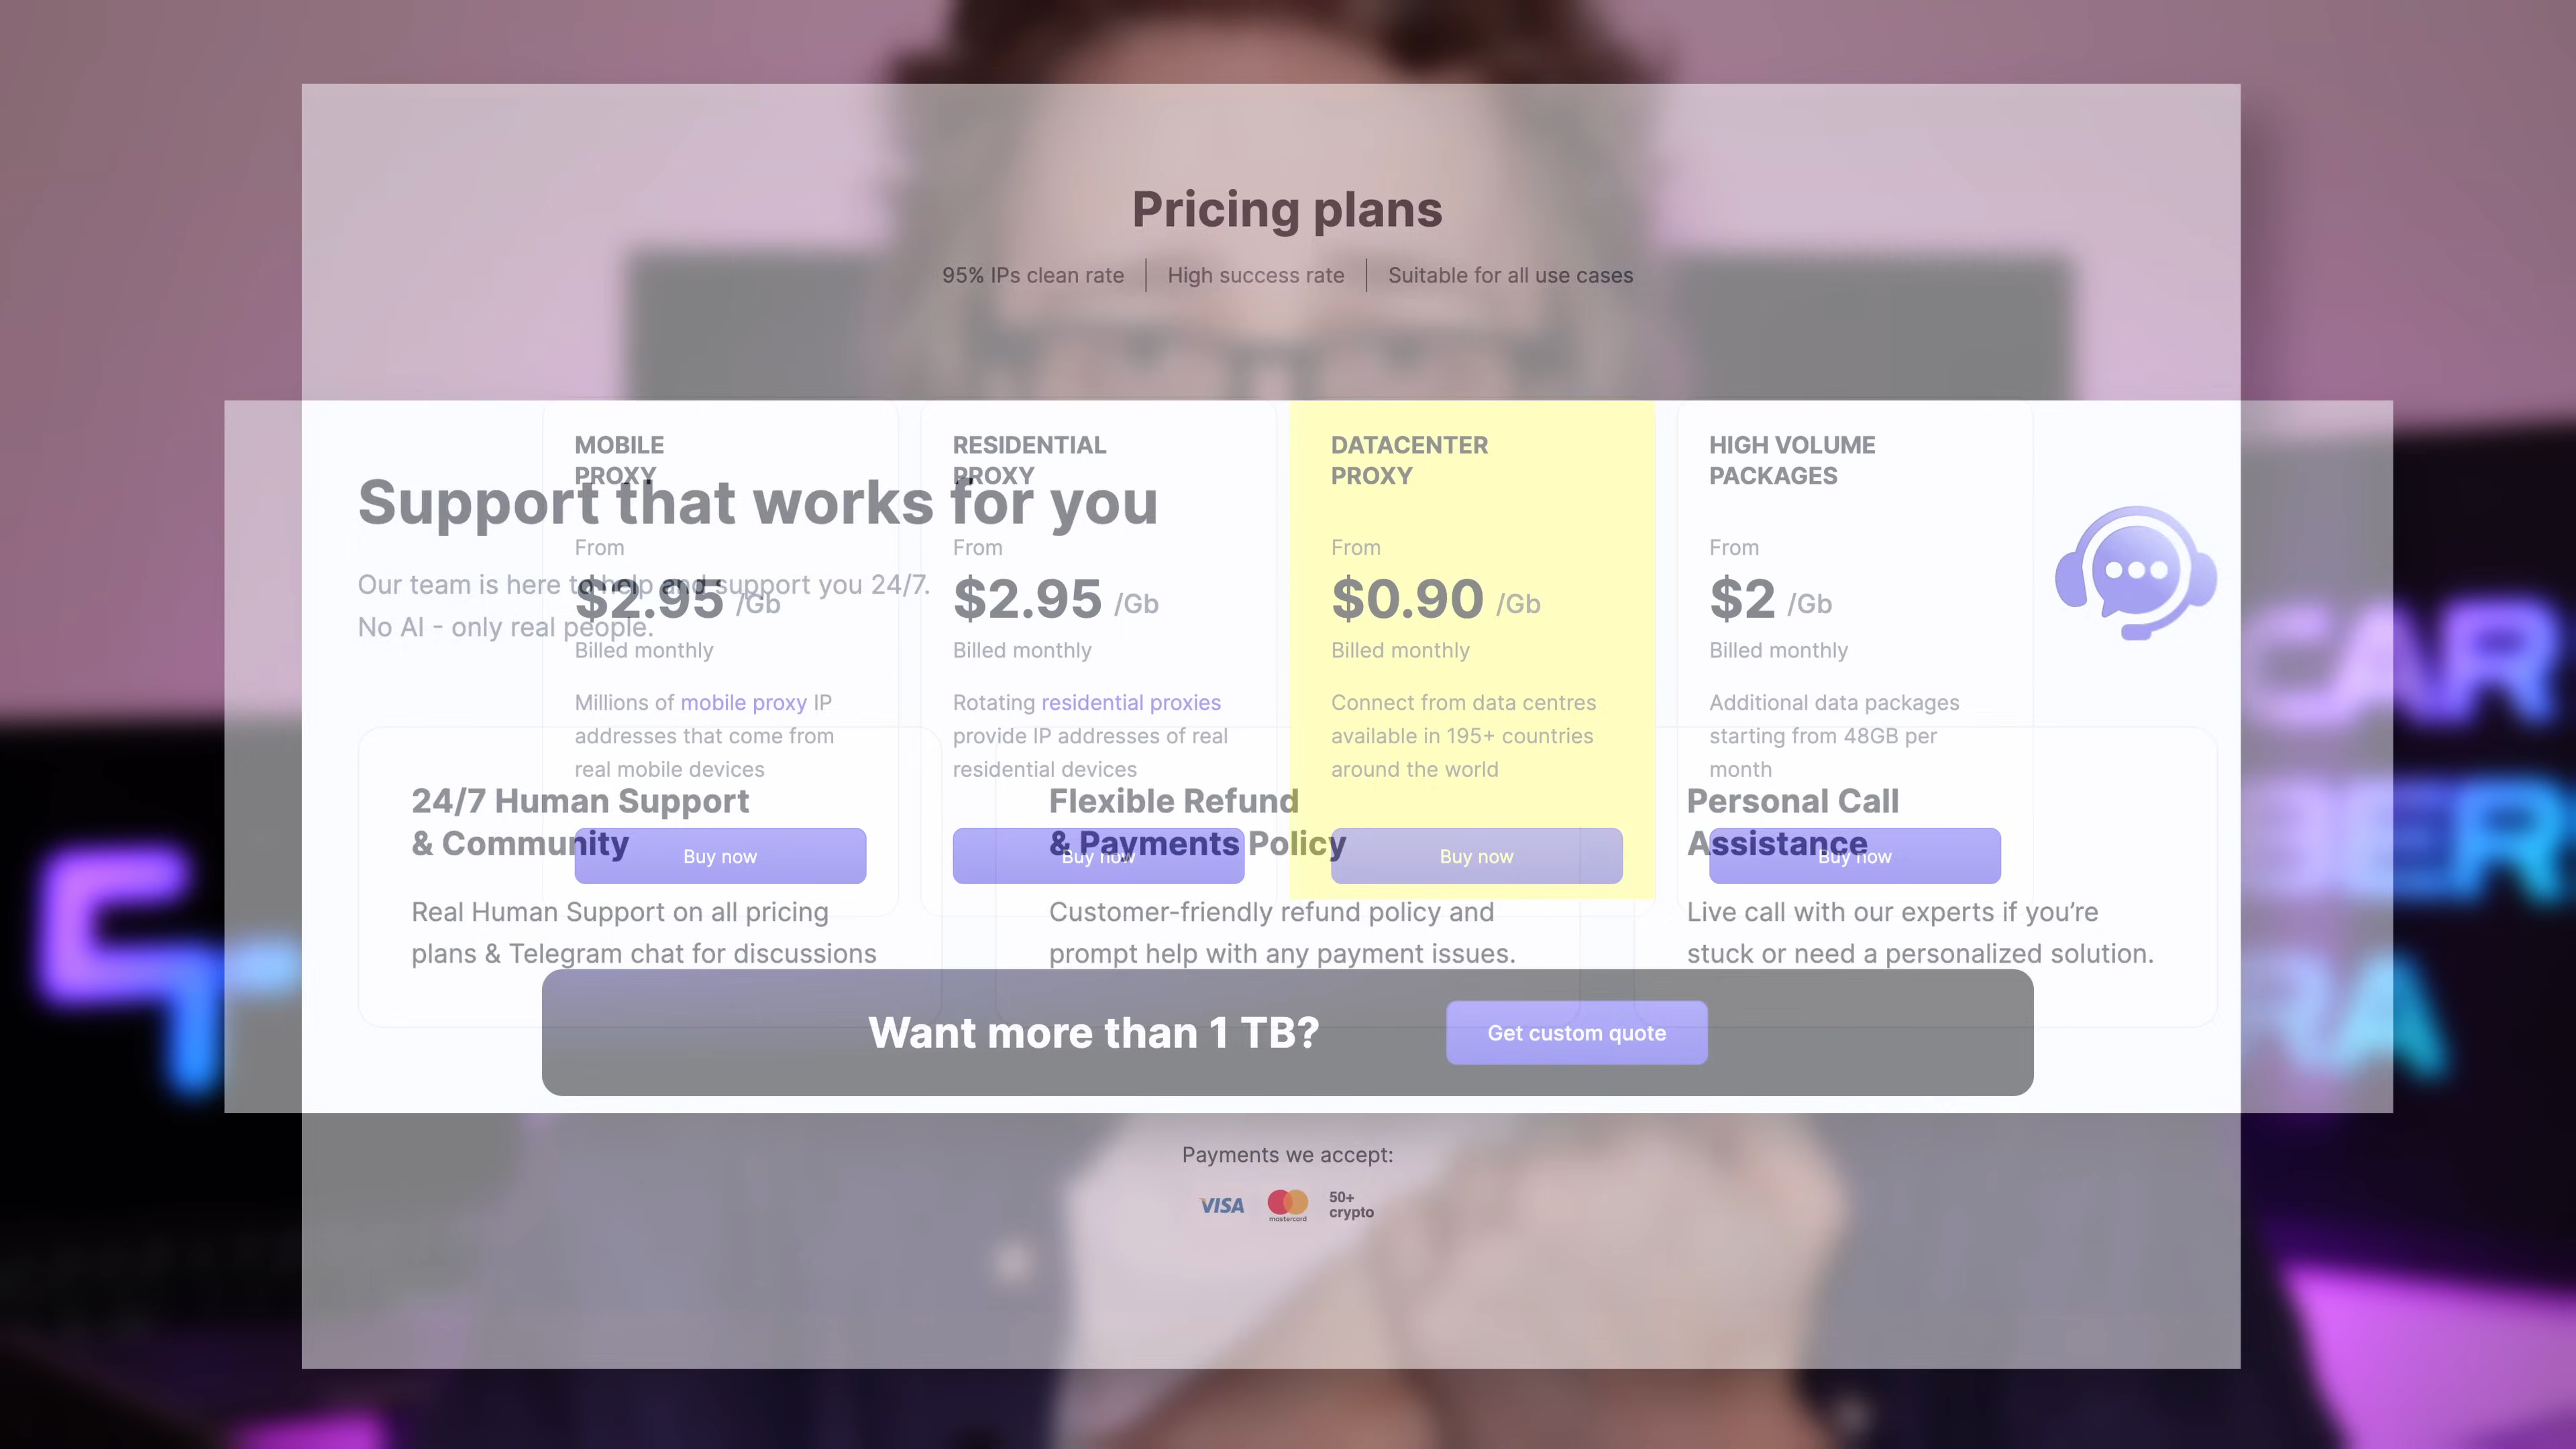 Pricing plans
95% IPs clean rate | High success rate | Suitable for all use cases
MOBILE
PROXY
From
$2.95 /Gb
Billed monthly
Millions of mobile proxy IP
addresses that come from
real mobile devices
Buy now
RESIDENTIAL
PROXY
From
$2.95 /Gb
Billed monthly
Rotating residential proxies
provide IP addresses of real
residential devices
Buy now
DATACENTER
PROXY
From
$0.90 /Gb
Billed monthly
Connect from data centres
available in 195+ countries
around the world
Buy now
HIGH VOLUME
PACKAGES
From
$2 /Gb
Billed monthly
Additional data packages
starting from 48GB per
month
Buy now
Support that works for you
Our team is here to help and support you 24/7.
No AI - only real people.
24/7 Human Support
& Community
Real Human Support on all pricing
plans & Telegram chat for discussions
Flexible Refund
& Payments Policy
Customer-friendly refund policy and
prompt help with any payment issues.
Personal Call
Assistance
Live call with our experts if you're
stuck or need a personalized solution.
Want more than 1 TB?
Get custom quote
Payments we accept:
VISA
mastercard
50+
crypto
CAR